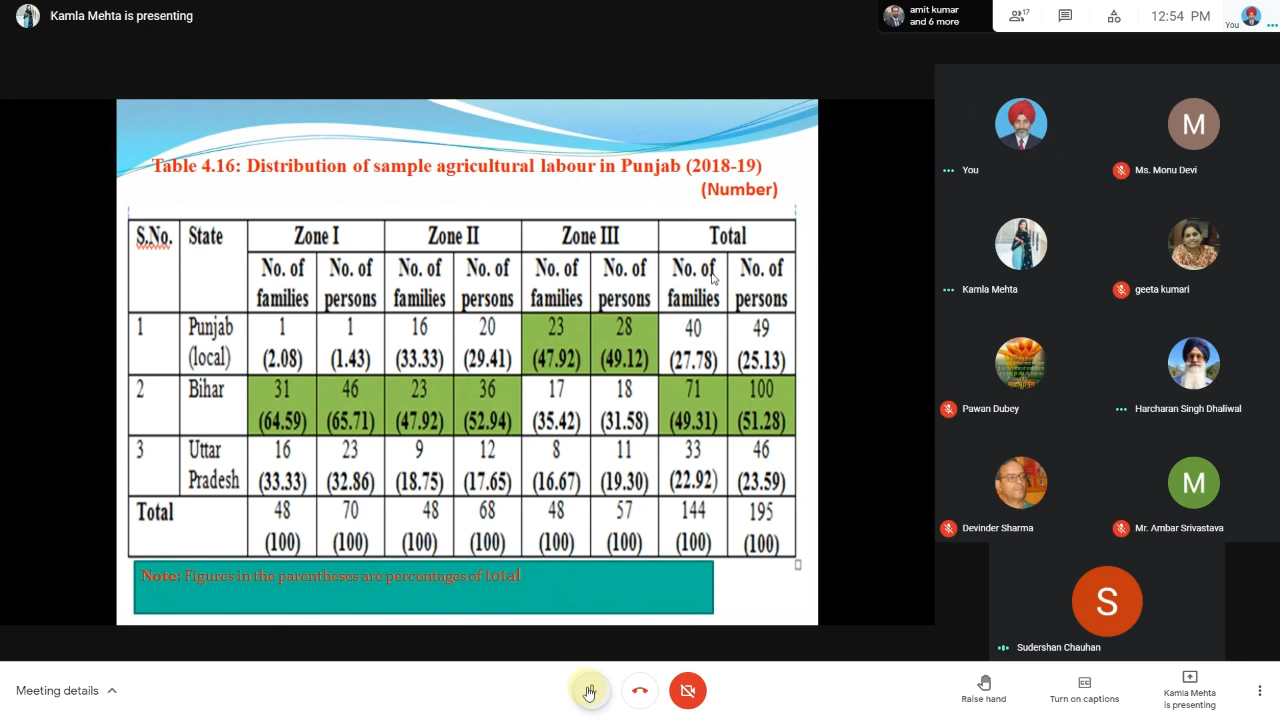 Kamla Mehta is presenting
amit kumar
and 6 more
17
12:54 PM
You
Table 4.16: Distribution of sample agricultural labour in Punjab (2018-19)
(Number)
S.No. State Zone I Zone II Zone III Total
No. of families No. of persons No. of families No. of persons No. of families No. of persons No. of families No. of persons
1 Punjab 1 1 16 20 23 28 40 49
(local) (2.08) (1.43) (33.33) (29.41) (47.92) (49.12) (27.78) (25.13)
2 Bihar 31 46 23 36 17 18 71 100
(64.59) (65.71) (47.92) (52.94) (35.42) (31.58) (49.31) (51.28)
3 Uttar 16 23 9 12 8 11 33 46
Pradesh (33.33) (32.86) (18.75) (17.65) (16.67) (19.30) (22.92) (23.59)
Total 48 70 48 68 48 57 144 195
(100) (100) (100) (100) (100) (100) (100) (100)
Note: Figures in the parentheses are percentages of total
You
M
Ms. Monu Devi
Kamla Mehta
geeta kumari
Pawan Dubey
Harcharan Singh Dhaliwal
Devinder Sharma
M
Mr. Ambar Srivastava
S
Sudershan Chauhan
Meeting details
Raise hand
Turn on captions
Kamla Mehta
is presenting